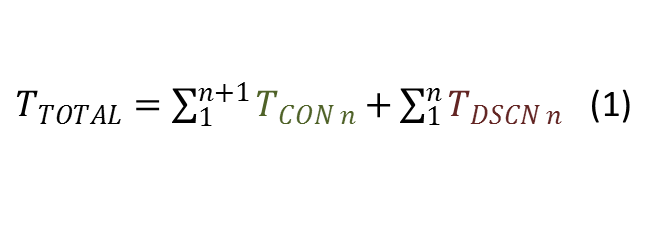 T_TOTAL = ∑_1^{n+1} T_CON n + ∑_1^n T_DSCN n (1)